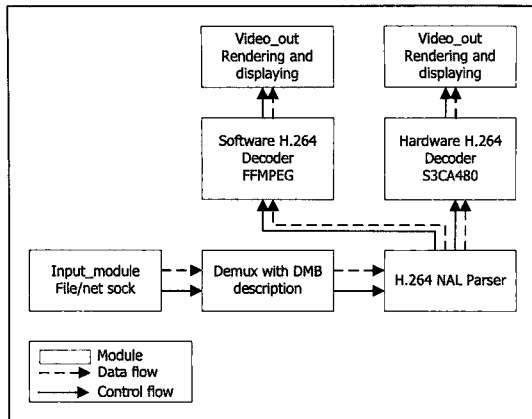 Video_out
Rendering and
displaying
Video_out
Rendering and
displaying
Software H.264
Decoder
FFMPEG
Hardware H.264
Decoder
S3CA480
Input_module
File/net sock
Demux with DMB
description
H.264 NAL Parser
Module
Data flow
Control flow